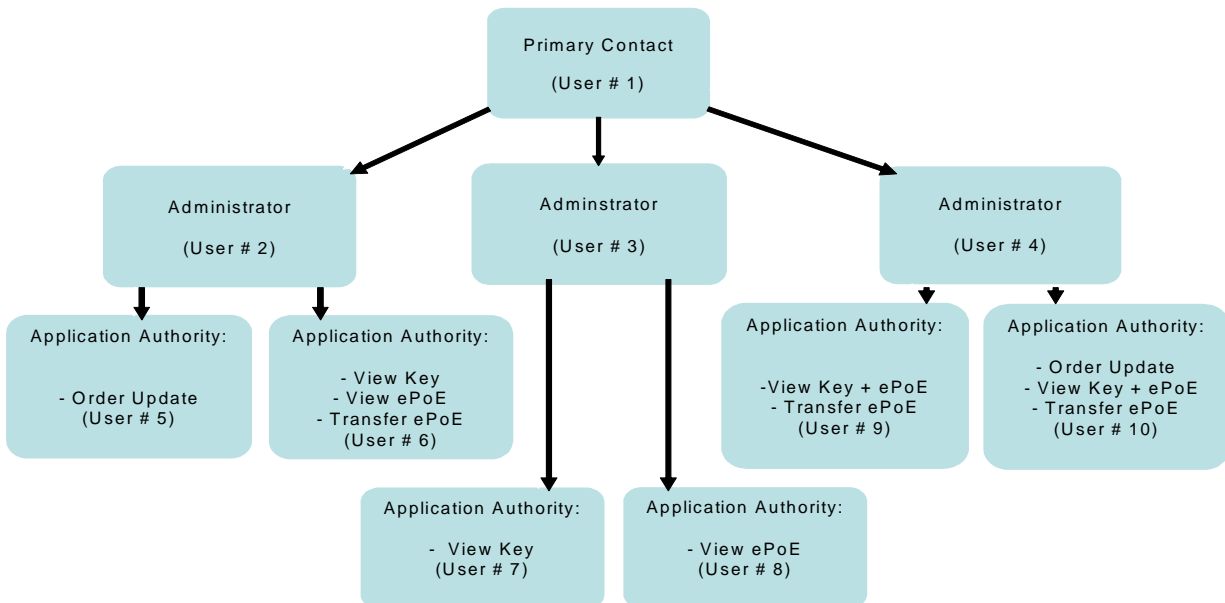 Primary Contact
(User # 1)
Administrator
(User # 2)
Adminstrator
(User # 3)
Administrator
(User # 4)
Application Authority:
- Order Update
(User # 5)
Application Authority:
- View Key
- View ePoE
- Transfer ePoE
(User # 6)
Application Authority:
-View Key + ePoE
- Transfer ePoE
(User # 9)
Application Authority:
- Order Update
- View Key + ePoE
- Transfer ePoE
(User # 10)
Application Authority:
- View Key
(User # 7)
Application Authority:
- View ePoE
(User # 8)